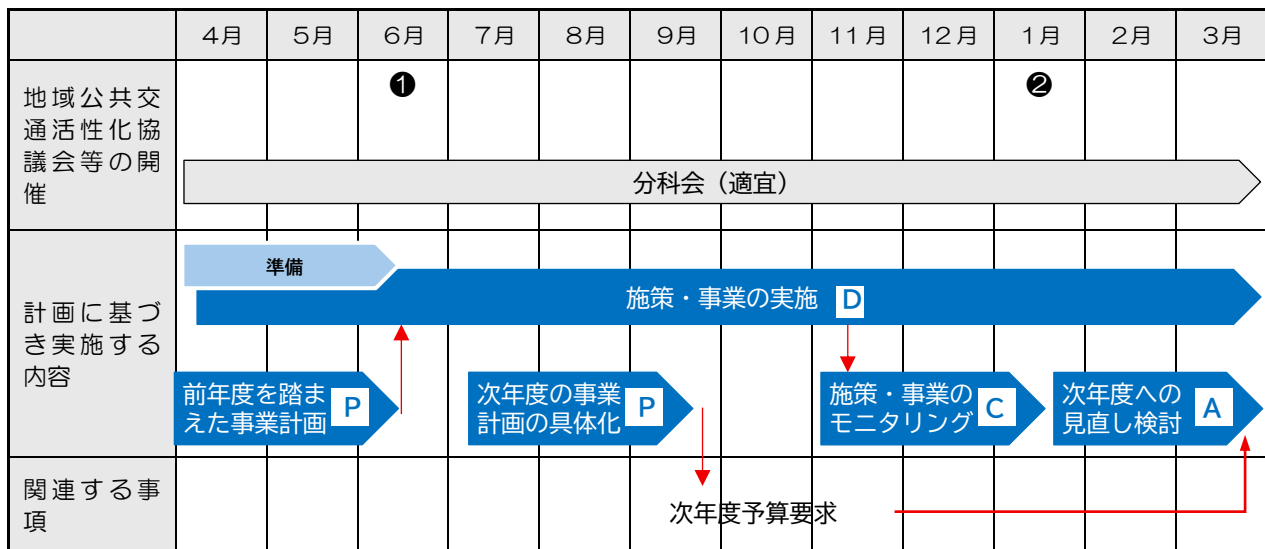 4月 5月 6月 7月 8月 9月 10月 11月 12月 1月 2月 3月
地域公共交
通活性化協
議会等の開
催
❶ ❷
分科会（適宜）
計画に基づ
き実施する
内容
準備
施策・事業の実施 D
前年度を踏ま
えた事業計画 P
次年度の事業
計画の具体化 P
施策・事業の
モニタリング C
次年度への
見直し検討 A
関連する事
項
次年度予算要求